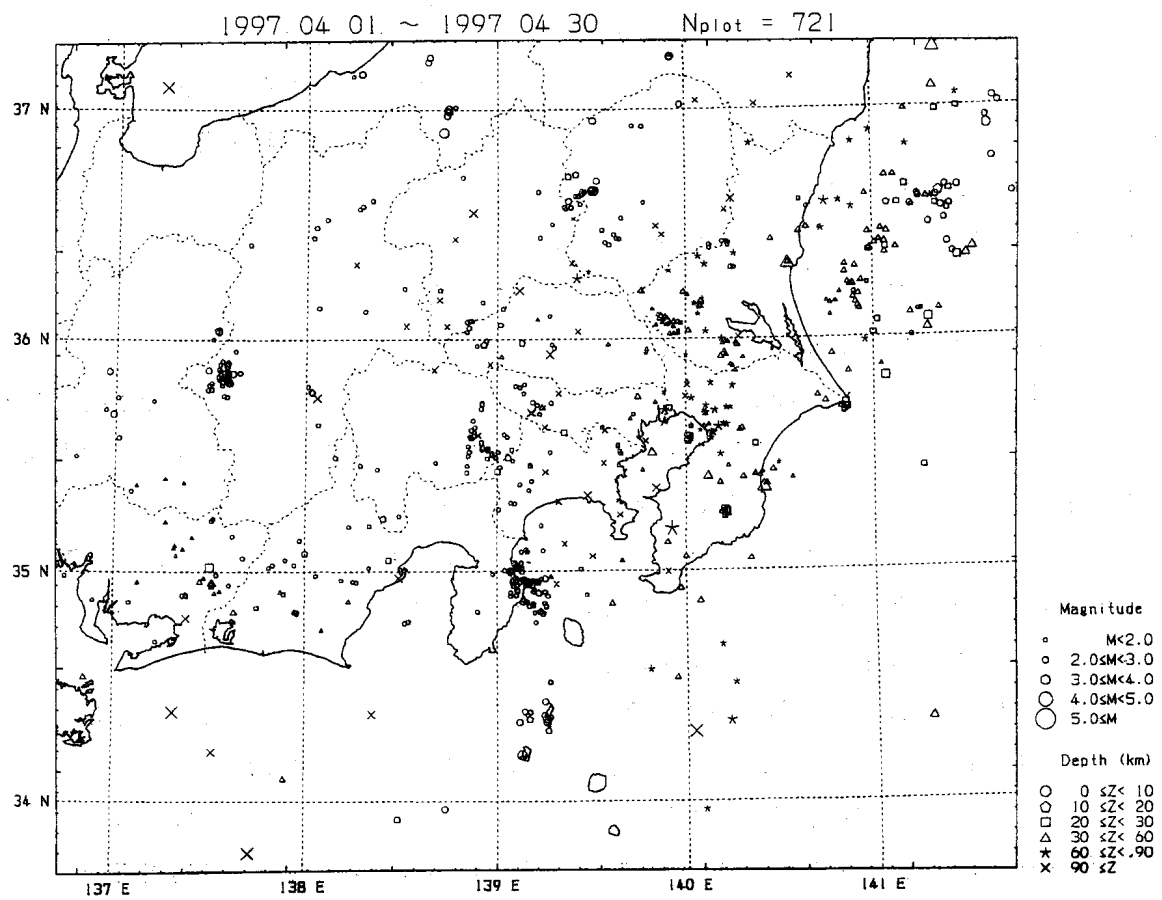 1997 04 01 ~ 1997 04 30 Nplot = 721
37 N
36 N
35 N
34 N
137 E 138 E 139 E 140 E 141 E
Magnitude
M<2.0
2.0≤M<3.0
3.0≤M<4.0
4.0≤M<5.0
5.0≤M
Depth (km)
0 ≤Z< 10
10 ≤Z< 20
20 ≤Z< 30
30 ≤Z< 60
60 ≤Z< 90
90 ≤Z